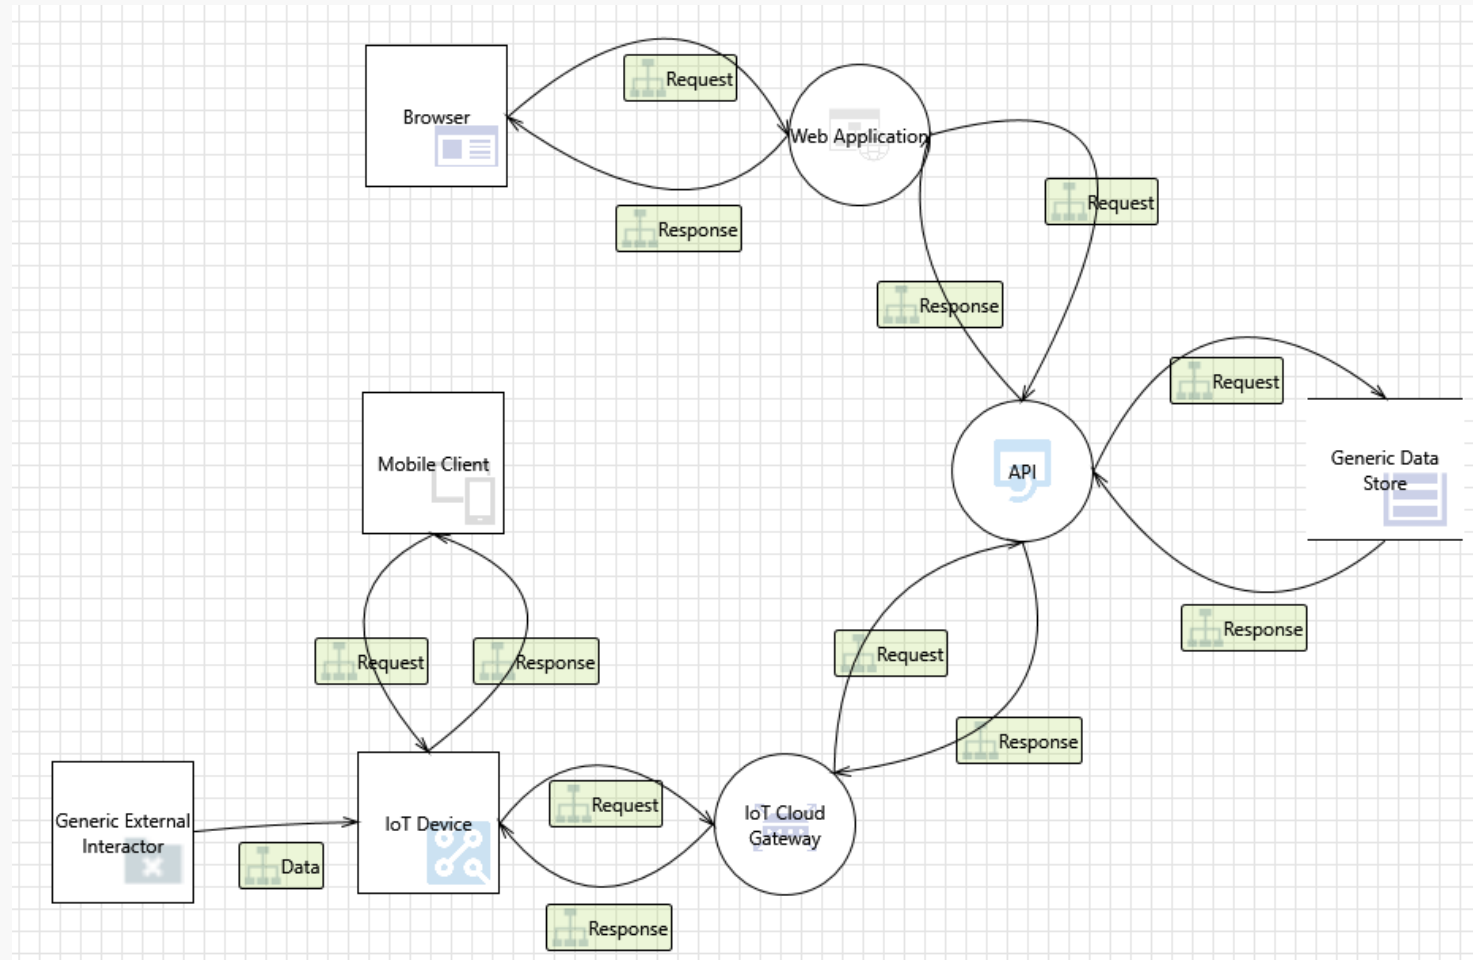 Browser
Request
Web Application
Response
Request
Response
Request
Generic Data
Store
Mobile Client
API
Response
Request
Response
Request
Response
Generic External
Interactor
Data
IoT Device
Request
Response
IoT Cloud
Gateway